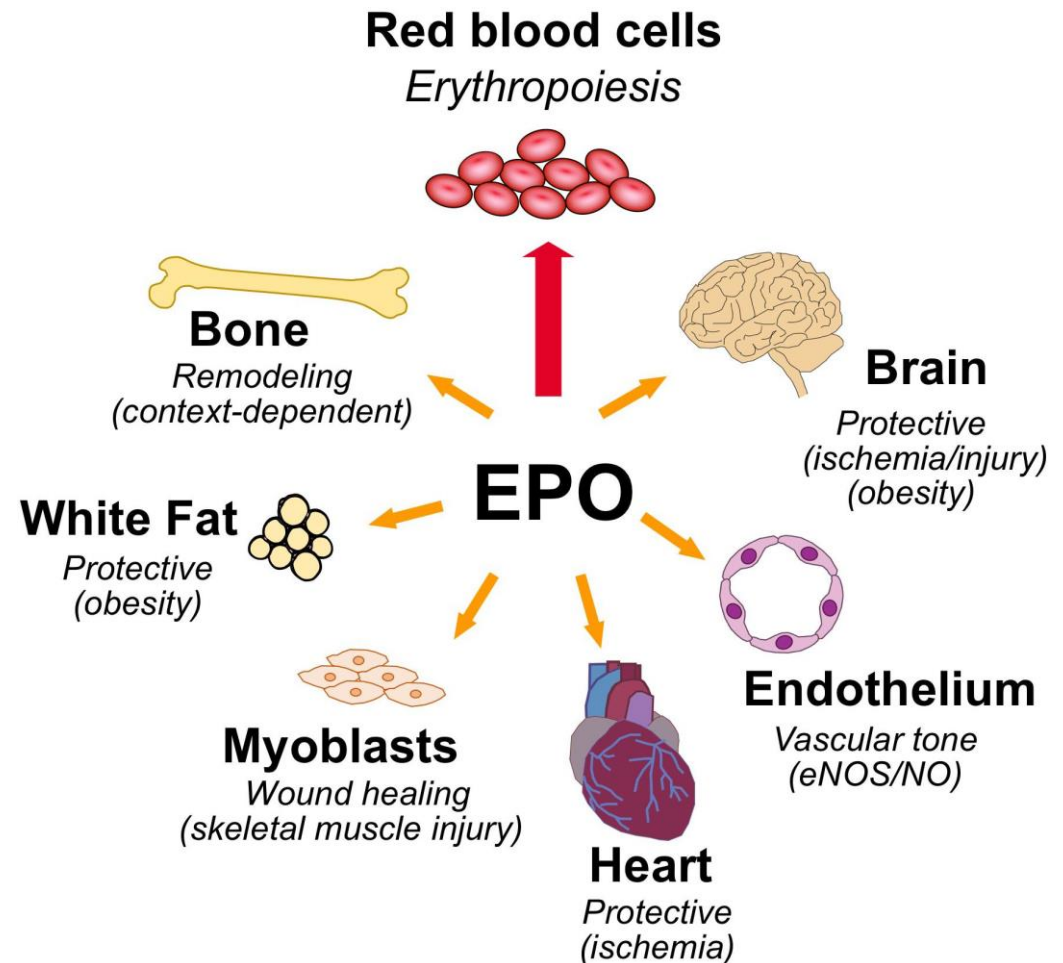 Red blood cells
Erythropoiesis
Bone
Remodeling
(context-dependent)
Brain
Protective
(ischemia/injury)
(obesity)
EPO
White Fat
Protective
(obesity)
Endothelium
Vascular tone
(eNOS/NO)
Myoblasts
Wound healing
(skeletal muscle injury)
Heart
Protective
(ischemia)